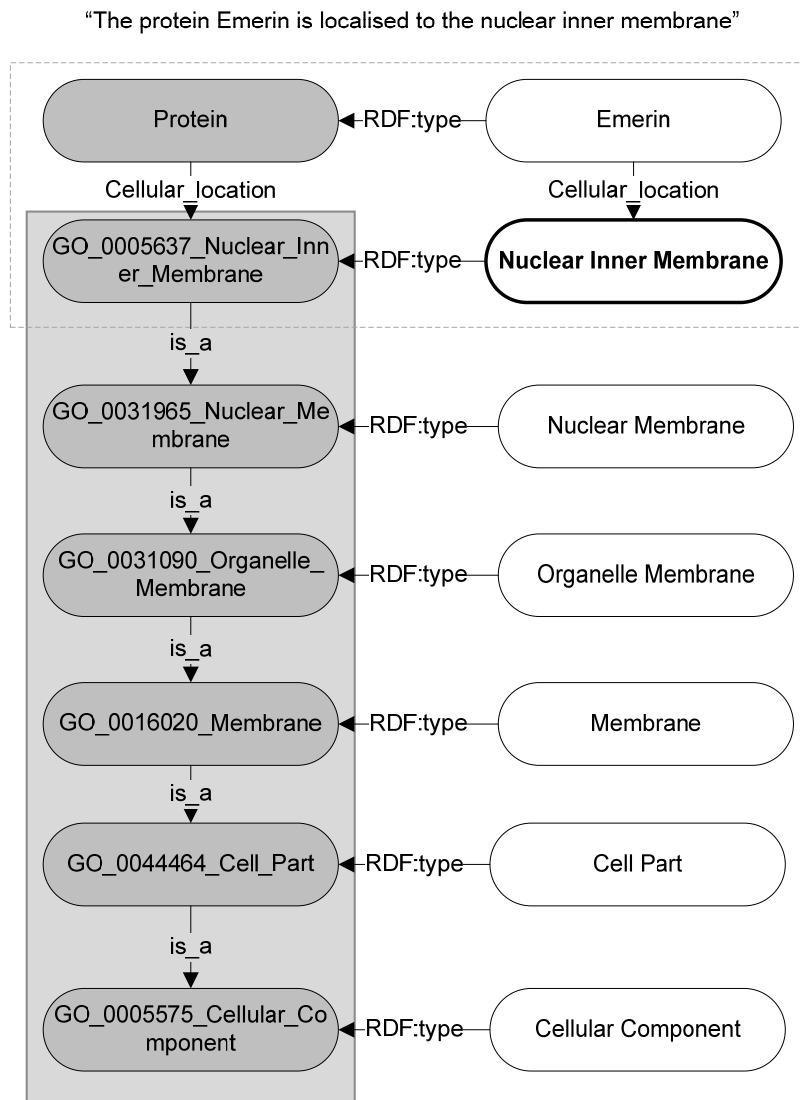 “The protein Emerin is localised to the nuclear inner membrane”
Protein
RDF:type
Emerin
Cellular_location
Cellular_location
GO_0005637_Nuclear_Inn
er_Membrane
RDF:type
Nuclear Inner Membrane
is_a
GO_0031965_Nuclear_Me
mbrane
RDF:type
Nuclear Membrane
is_a
GO_0031090_Organelle_
Membrane
RDF:type
Organelle Membrane
is_a
GO_0016020_Membrane
RDF:type
Membrane
is_a
GO_0044464_Cell_Part
RDF:type
Cell Part
is_a
GO_0005575_Cellular_Co
mponent
RDF:type
Cellular Component